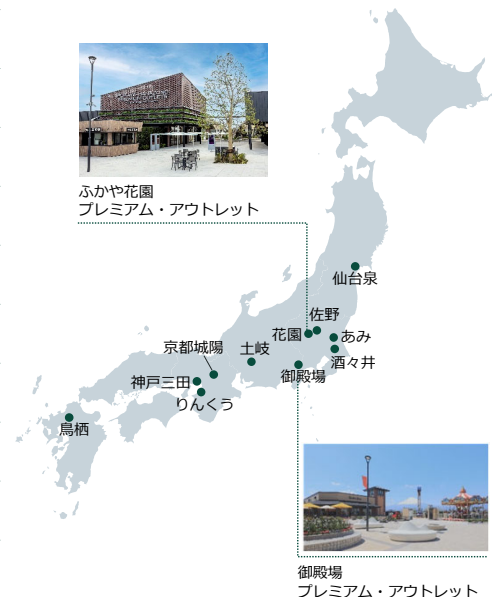 ふかや花園
プレミアム・アウトレット
仙台泉
佐野
花園
あみ
京都城陽
土岐
酒々井
神戸三田
御殿場
りんくう
鳥栖
御殿場
プレミアム・アウトレット